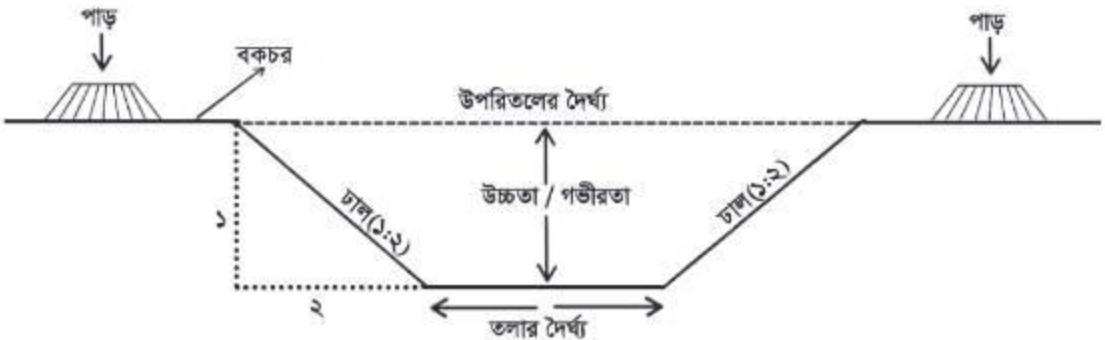 পাড়
পাড়
বকচর
উপরিতলের দৈর্ঘ্য
উচ্চতা / গভীরতা
ঢাল(১:২)
ঢাল(১:২)
১
২
তলার দৈর্ঘ্য